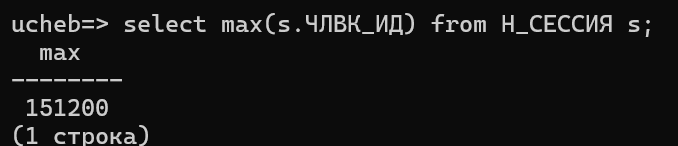 ucheb=> select max(s.ЧЛВК_ИД) from Н_СЕССИЯ s;
max
--------
151200
(1 строка)